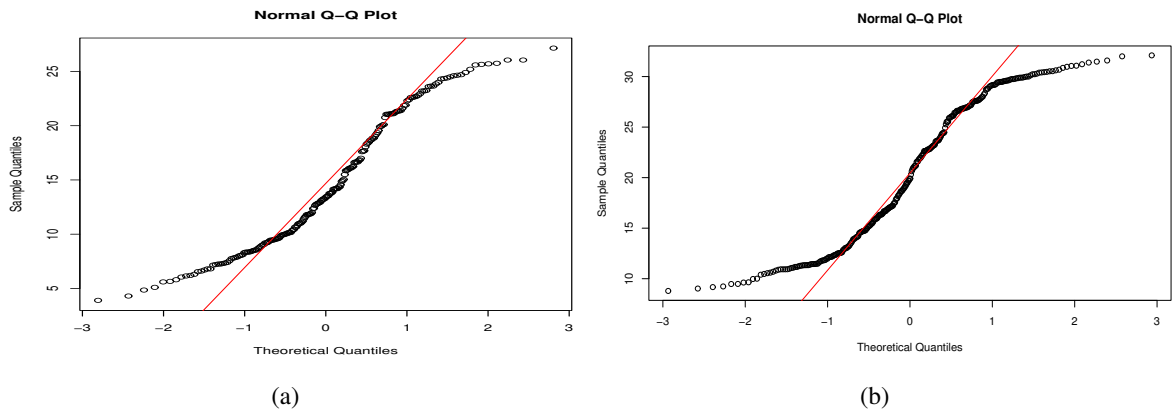 Normal Q−Q Plot
Sample Quantiles
25
20
15
10
5
−3 −2 −1 0 1 2 3
Theoretical Quantiles
(a)
Normal Q−Q Plot
Sample Quantiles
30
25
20
15
10
−3 −2 −1 0 1 2 3
Theoretical Quantiles
(b)